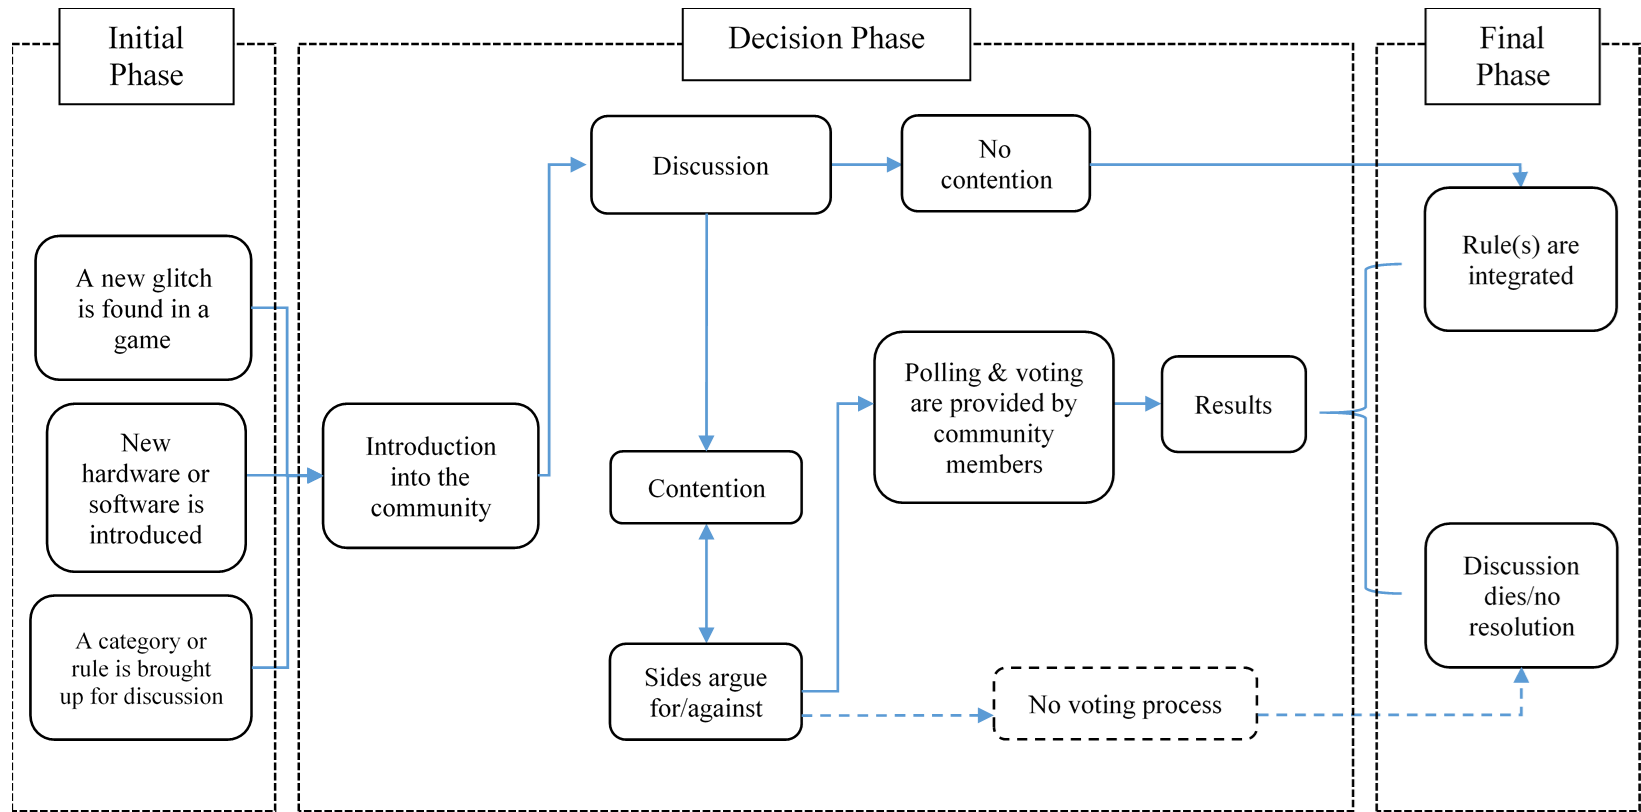 Initial
Phase
Decision Phase
Final
Phase
A new glitch
is found in a
game
New
hardware or
software is
introduced
A category or
rule is brought
up for discussion
Introduction
into the
community
Discussion
No
contention
Contention
Sides argue
for/against
Polling & voting
are provided by
community
members
Results
No voting process
Rule(s) are
integrated
Discussion
dies/no
resolution